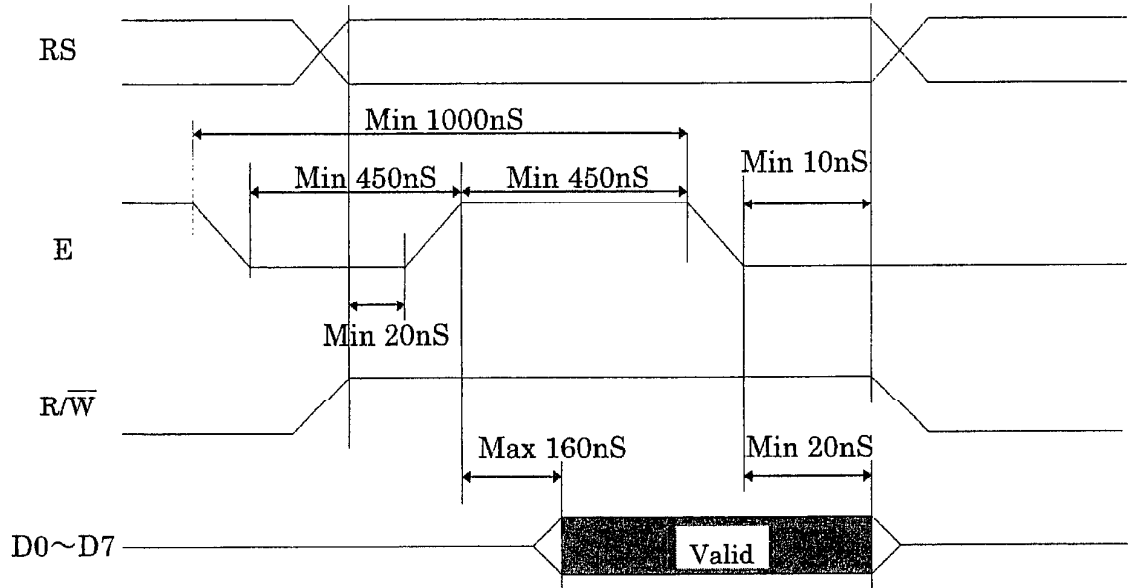 RS
Min 1000nS
Min 450nS
Min 450nS
Min 10nS
E
Min 20nS
R/W̅
Max 160nS
Min 20nS
D0～D7
Valid